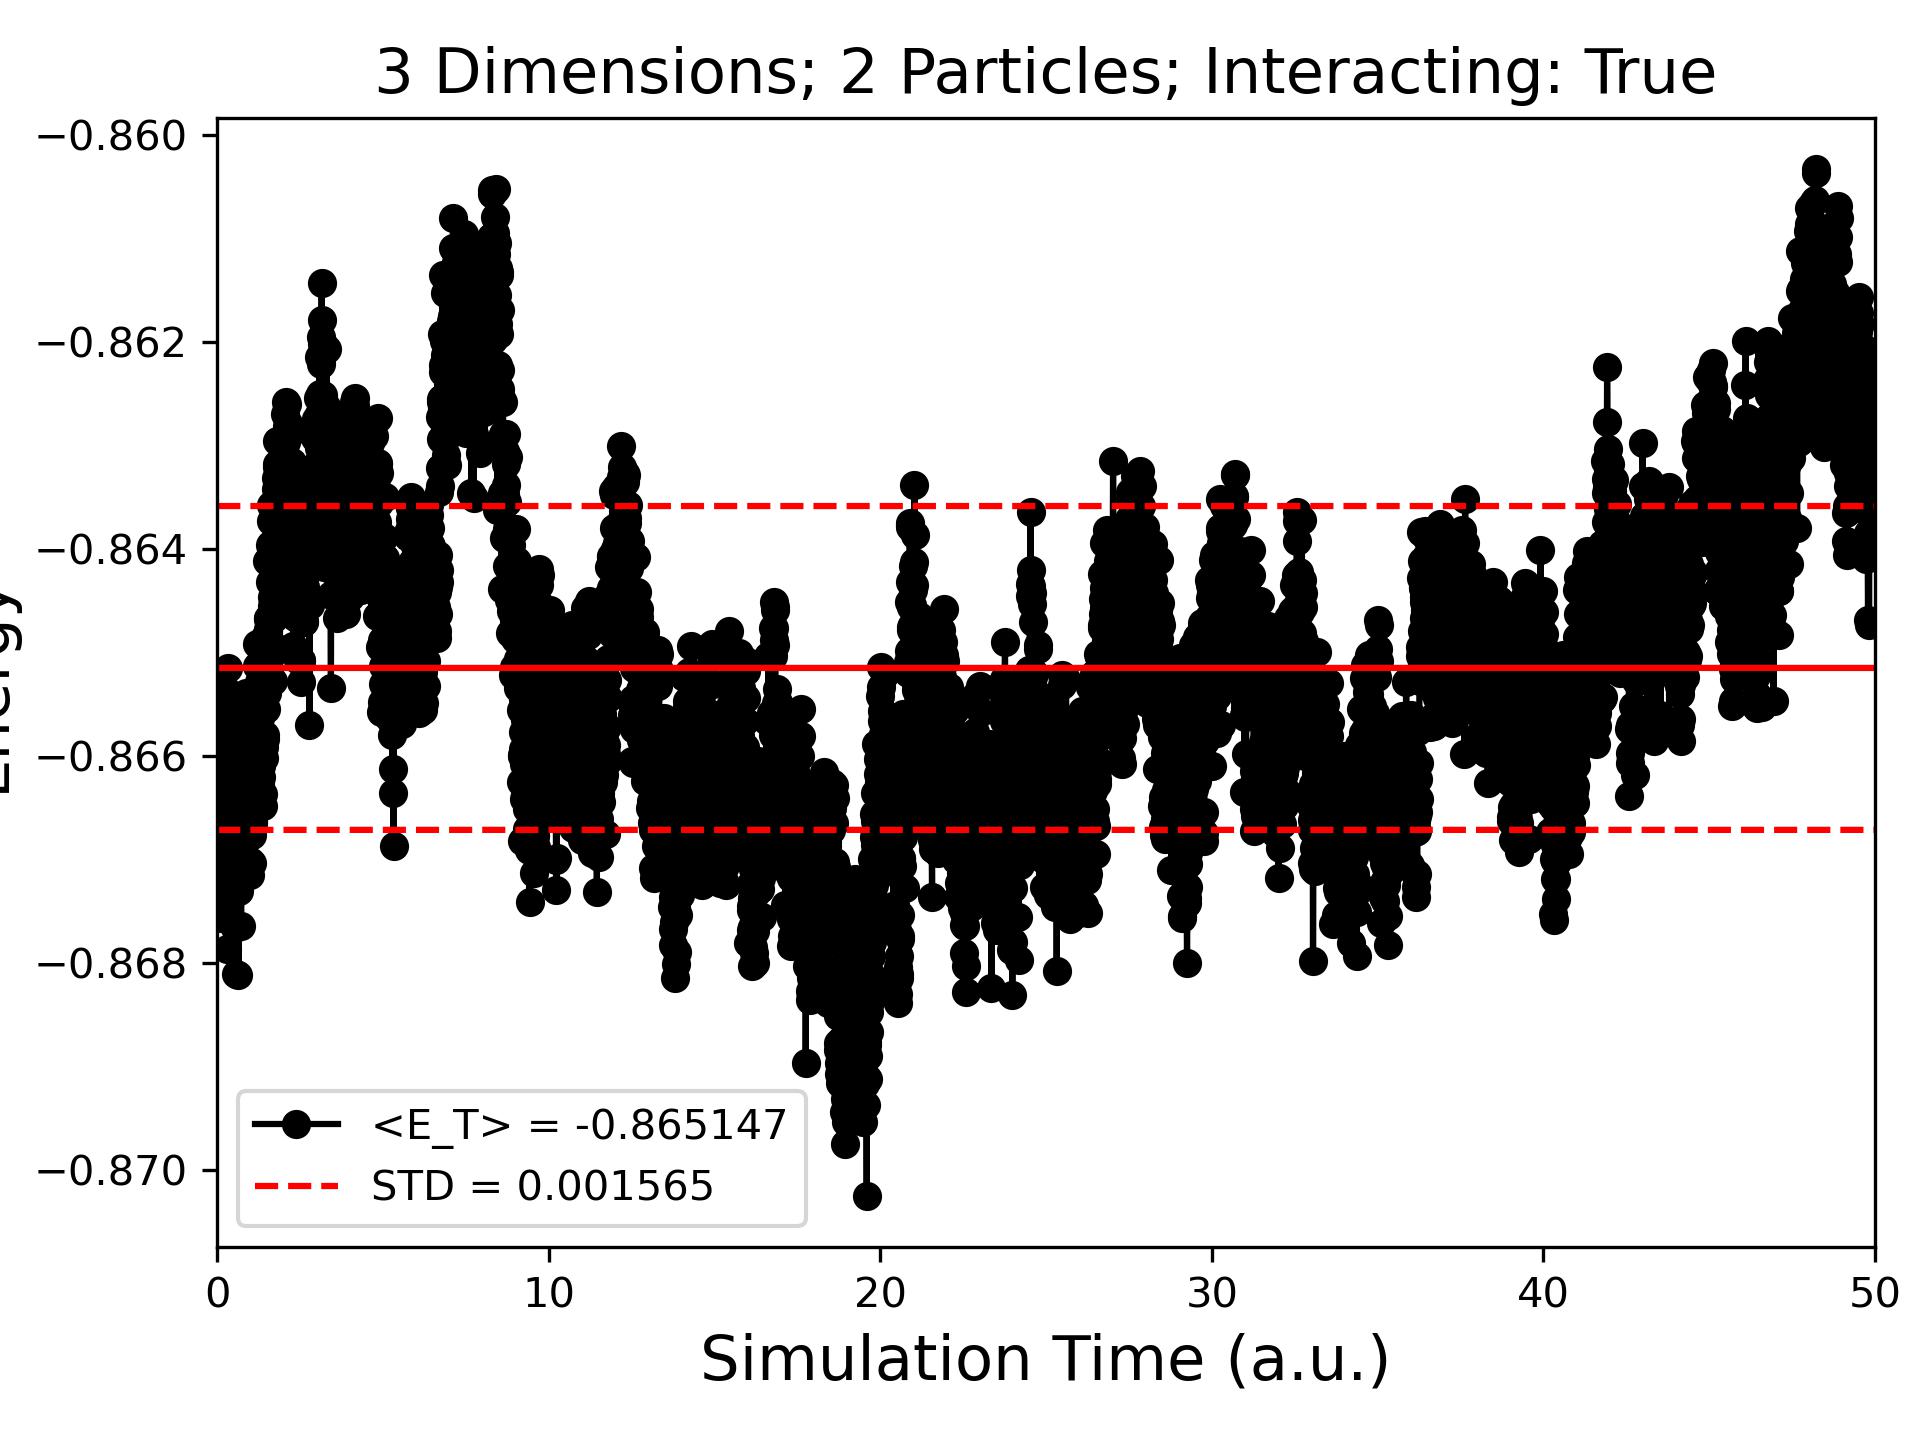 3 Dimensions; 2 Particles; Interacting: True
−0.860
−0.862
−0.864
−0.866
−0.868
−0.870
<E_T> = -0.865147
STD = 0.001565
0 10 20 30 40 50
Simulation Time (a.u.)